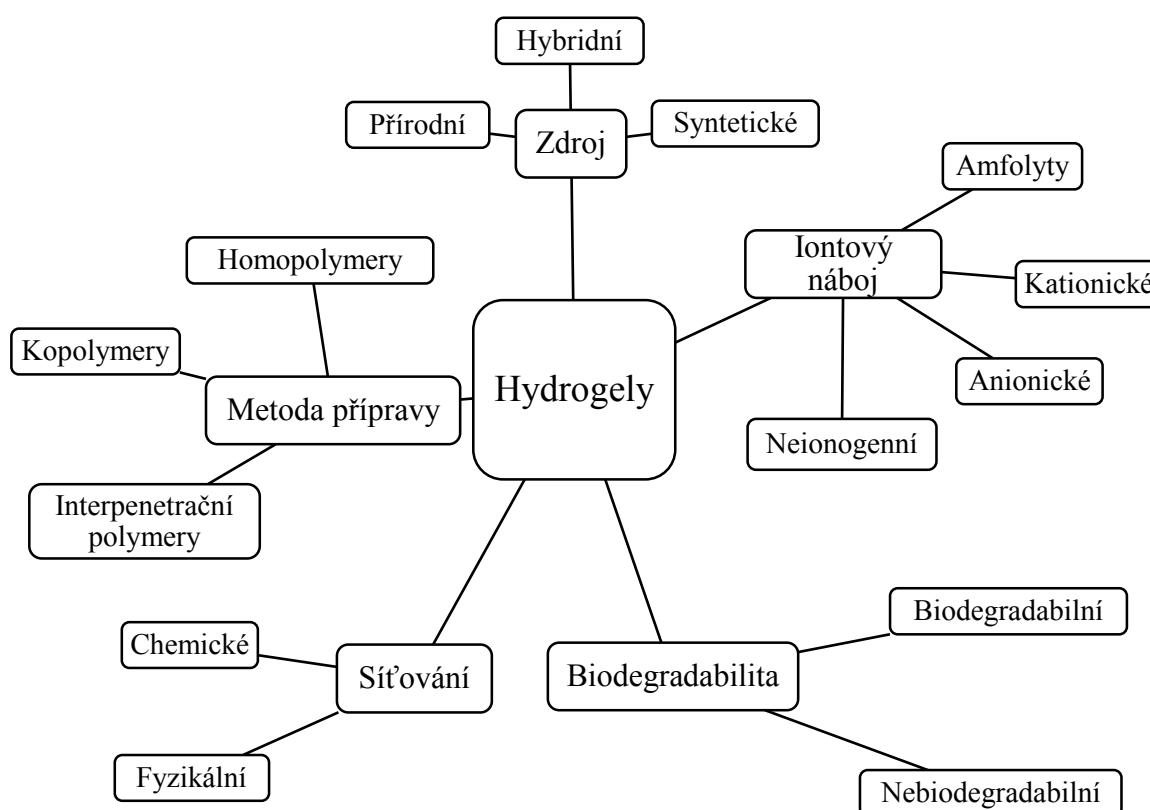 Hybridní
Přírodní
Zdroj
Syntetické
Amfolyty
Iontový
náboj
Kationické
Anionické
Neionogenní
Homopolymery
Kopolymery
Metoda přípravy
Interpenetrační
polymery
Hydrogely
Chemické
Síťování
Fyzikální
Biodegradabilita
Biodegradabilní
Nebiodegradabilní